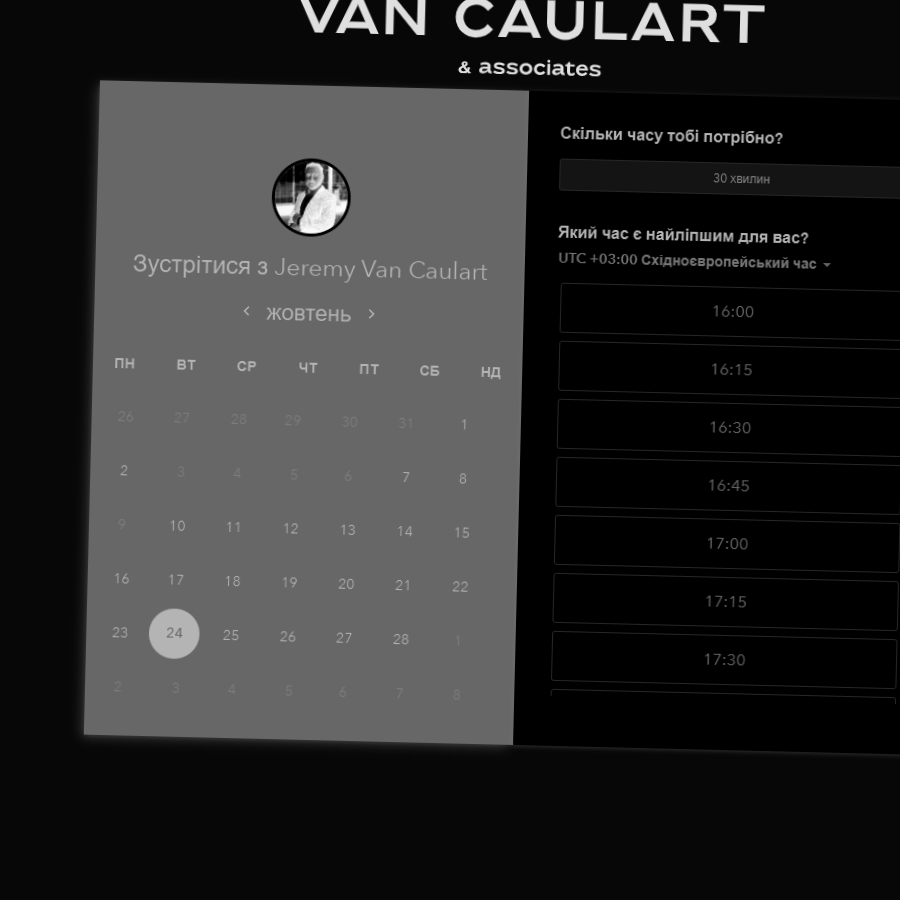 VAN CAULART
& associates
Зустрітися з Jeremy Van Caulart
жовтень
ПН ВТ СР ЧТ ПТ СБ НД
26 27 28 29 30 31 1
2 3 4 5 6 7 8
9 10 11 12 13 14 15
16 17 18 19 20 21 22
23 24 25 26 27 28 1
2 3 4 5 6 7 8
Скільки часу тобі потрібно?
30 хвилин
Який час є найліпшим для вас?
UTC +03:00 Східноєвропейський час
16:00
16:15
16:30
16:45
17:00
17:15
17:30